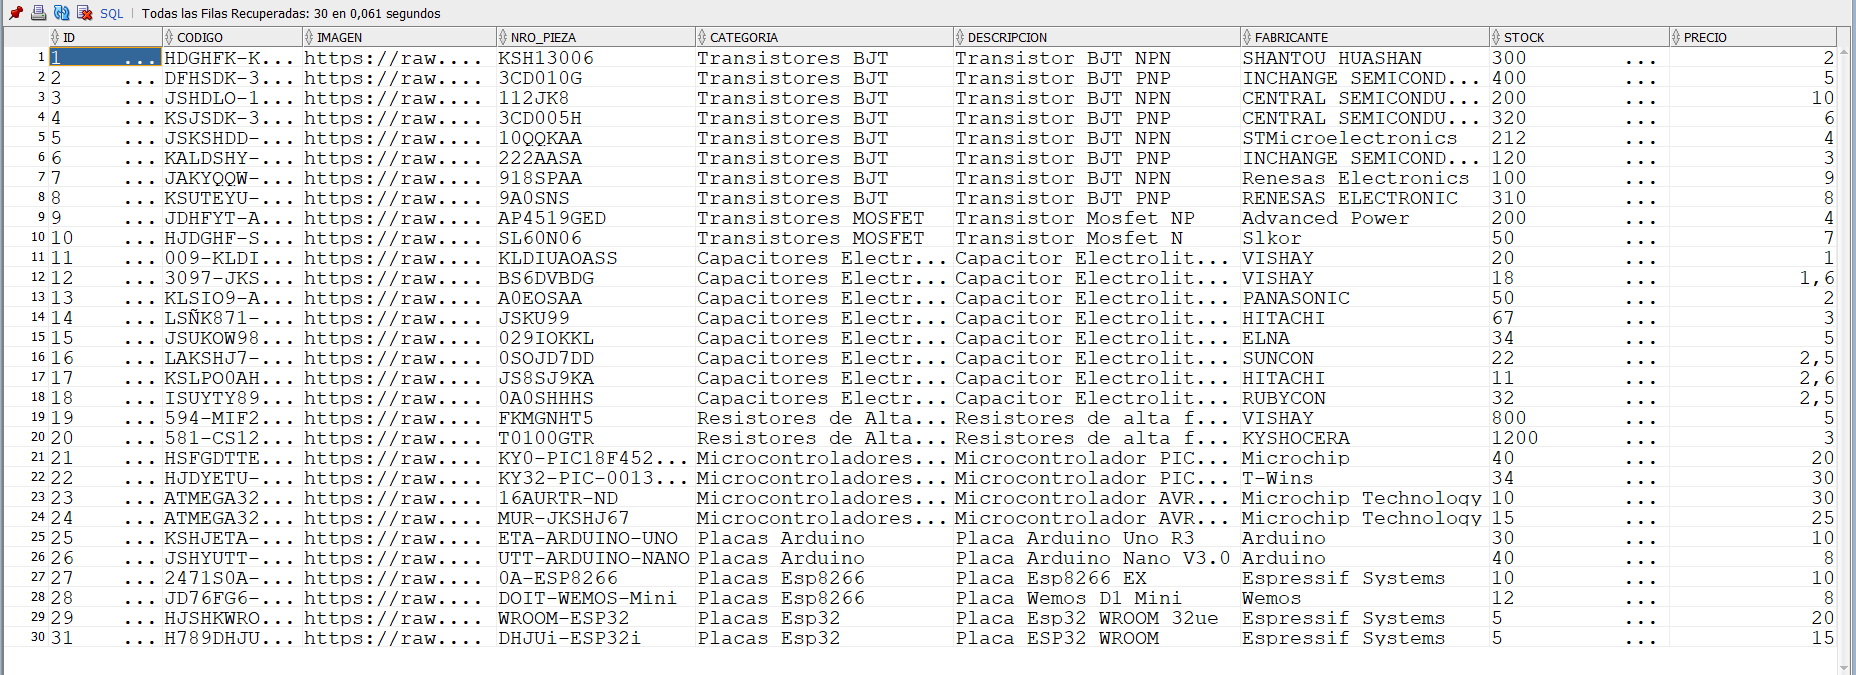 SQL | Todas las Filas Recuperadas: 30 en 0,061 segundos
ID CODIGO IMAGEN NRO_PIEZA CATEGORIA DESCRIPCION FABRICANTE STOCK PRECIO
1 1 ... HDGHFK-K... https://raw.... KSH13006 Transistores BJT Transistor BJT NPN SHANTOU HUASHAN 300 ... 2
2 2 ... DFHSDK-3... https://raw.... 3CD010G Transistores BJT Transistor BJT PNP INCHANGE SEMICOND... 400 ... 5
3 3 ... JSHDLO-1... https://raw.... 112JK8 Transistores BJT Transistor BJT NPN CENTRAL SEMICONDU... 200 ... 10
4 4 ... KSJSDK-3... https://raw.... 3CD005H Transistores BJT Transistor BJT PNP CENTRAL SEMICONDU... 320 ... 6
5 5 ... JSKSHDD-... https://raw.... 10QQKAA Transistores BJT Transistor BJT NPN STMicroelectronics 212 ... 4
6 6 ... KALDSHY-... https://raw.... 222AASA Transistores BJT Transistor BJT PNP INCHANGE SEMICOND... 120 ... 3
7 7 ... JAKYQQW-... https://raw.... 918SPAA Transistores BJT Transistor BJT NPN Renesas Electronics 100 ... 9
8 8 ... KSUTEYU-... https://raw.... 9A0SNS Transistores BJT Transistor BJT PNP RENESAS ELECTRONIC 310 ... 8
9 9 ... JDHFYT-A... https://raw.... AP4519GED Transistores MOSFET Transistor Mosfet NP Advanced Power 200 ... 4
10 10 ... HJDGHF-S... https://raw.... SL60N06 Transistores MOSFET Transistor Mosfet N Slkor 50 ... 7
11 11 ... 009-KLDI... https://raw.... KLDIUAOASS Capacitores Electr... Capacitor Electrolit... VISHAY 20 ... 1
12 12 ... 3097-JKS... https://raw.... BS6DVBDG Capacitores Electr... Capacitor Electrolit... VISHAY 18 ... 1,6
13 13 ... KLSIO9-A... https://raw.... A0EOSAA Capacitores Electr... Capacitor Electrolit... PANASONIC 50 ... 2
14 14 ... LSÑK871-... https://raw.... JSKU99 Capacitores Electr... Capacitor Electrolit... HITACHI 67 ... 3
15 15 ... JSUKOW98... https://raw.... 029IOKKL Capacitores Electr... Capacitor Electrolit... ELNA 34 ... 5
16 16 ... LAKSHJ7-... https://raw.... 0SOJD7DD Capacitores Electr... Capacitor Electrolit... SUNCON 22 ... 2,5
17 17 ... KSLPO0AH... https://raw.... JS8SJ9KA Capacitores Electr... Capacitor Electrolit... HITACHI 11 ... 2,6
18 18 ... ISUYTY89... https://raw.... 0A0SHHHS Capacitores Electr... Capacitor Electrolit... RUBYCON 32 ... 2,5
19 19 ... 594-MIF2... https://raw.... FKMGNHT5 Resistores de Alta... Resistores de alta f... VISHAY 800 ... 5
20 20 ... 581-CS12... https://raw.... T0100GTR Resistores de Alta... Resistores de alta f... KYSHOCERA 1200 ... 3
21 21 ... HSFGDTTE... https://raw.... KY0-PIC18F452... Microcontroladores... Microcontrolador PIC... Microchip 40 ... 20
22 22 ... HJDYETU-... https://raw.... KY32-PIC-0013... Microcontroladores... Microcontrolador PIC... T-Wins 34 ... 30
23 23 ... ATMEGA32... https://raw.... 16AURTR-ND Microcontroladores... Microcontrolador AVR... Microchip Technology 10 ... 30
24 24 ... ATMEGA32... https://raw.... MUR-JKSHJ67 Microcontroladores... Microcontrolador AVR... Microchip Technology 15 ... 25
25 25 ... KSHJETA-... https://raw.... ETA-ARDUINO-UNO Placas Arduino Placa Arduino Uno R3 Arduino 30 ... 10
26 26 ... JSHYUTT-... https://raw.... UTT-ARDUINO-NANO Placas Arduino Placa Arduino Nano V3.0 Arduino 40 ... 8
27 27 ... 2471S0A-... https://raw.... 0A-ESP8266 Placas Esp8266 Placa Esp8266 EX Espressif Systems 10 ... 10
28 28 ... JD76FG6-... https://raw.... DOIT-WEMOS-Mini Placas Esp8266 Placa Wemos D1 Mini Wemos 12 ... 8
29 29 ... HJSHKWRO... https://raw.... WROOM-ESP32 Placas Esp32 Placa Esp32 WROOM 32ue Espressif Systems 5 ... 20
30 31 ... H789DHJU... https://raw.... DHJUi-ESP32i Placas Esp32 Placa ESP32 WROOM Espressif Systems 5 ... 15